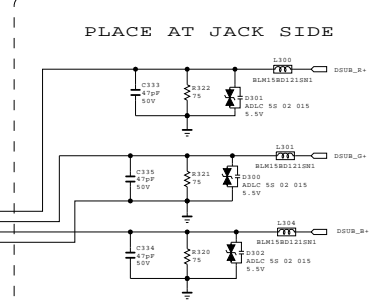 PLACE AT JACK SIDE
L300
DSUB_R+
BLM15BD121SN1
C333
47pF
50V
R322
75
D301
ADLC 5S 02 015
5.5V
L301
DSUB_G+
BLM15BD121SN1
C335
47pF
50V
R321
75
D300
ADLC 5S 02 015
5.5V
L304
DSUB_B+
BLM15BD121SN1
C334
47pF
50V
R320
75
D302
ADLC 5S 02 015
5.5V